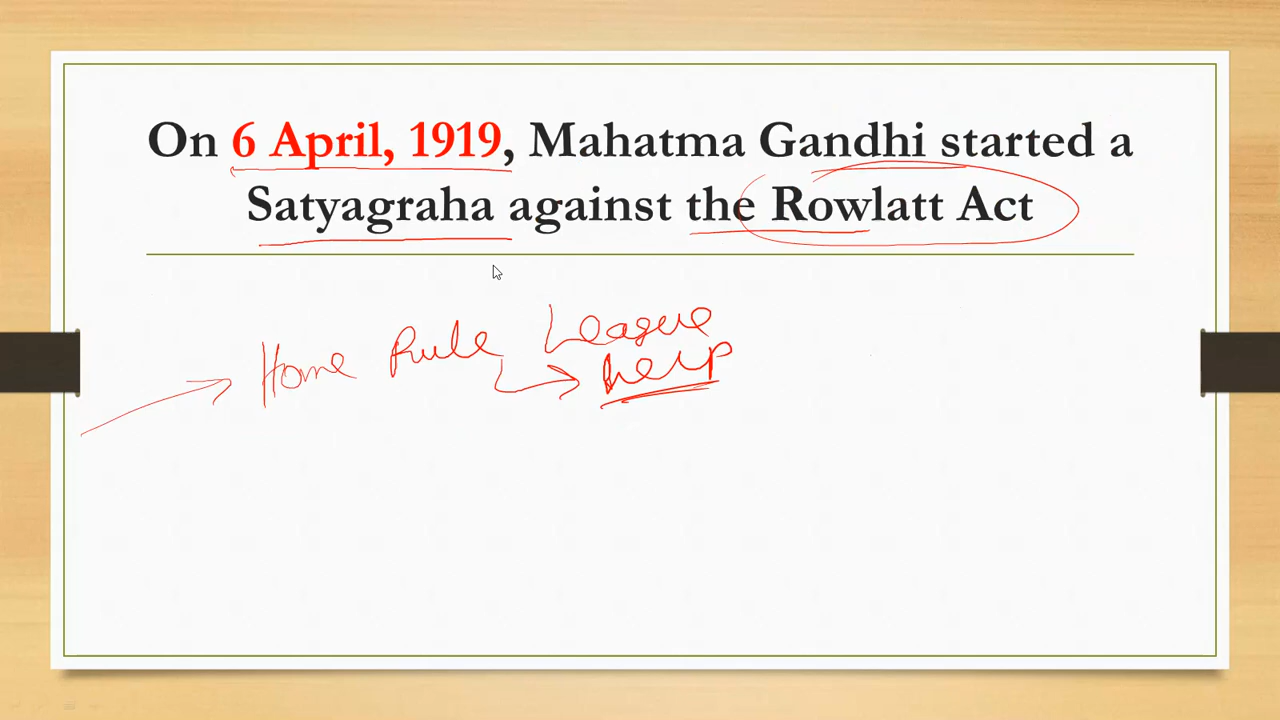 On 6 April, 1919, Mahatma Gandhi started a
Satyagraha against the Rowlatt Act
Home Rule League
help